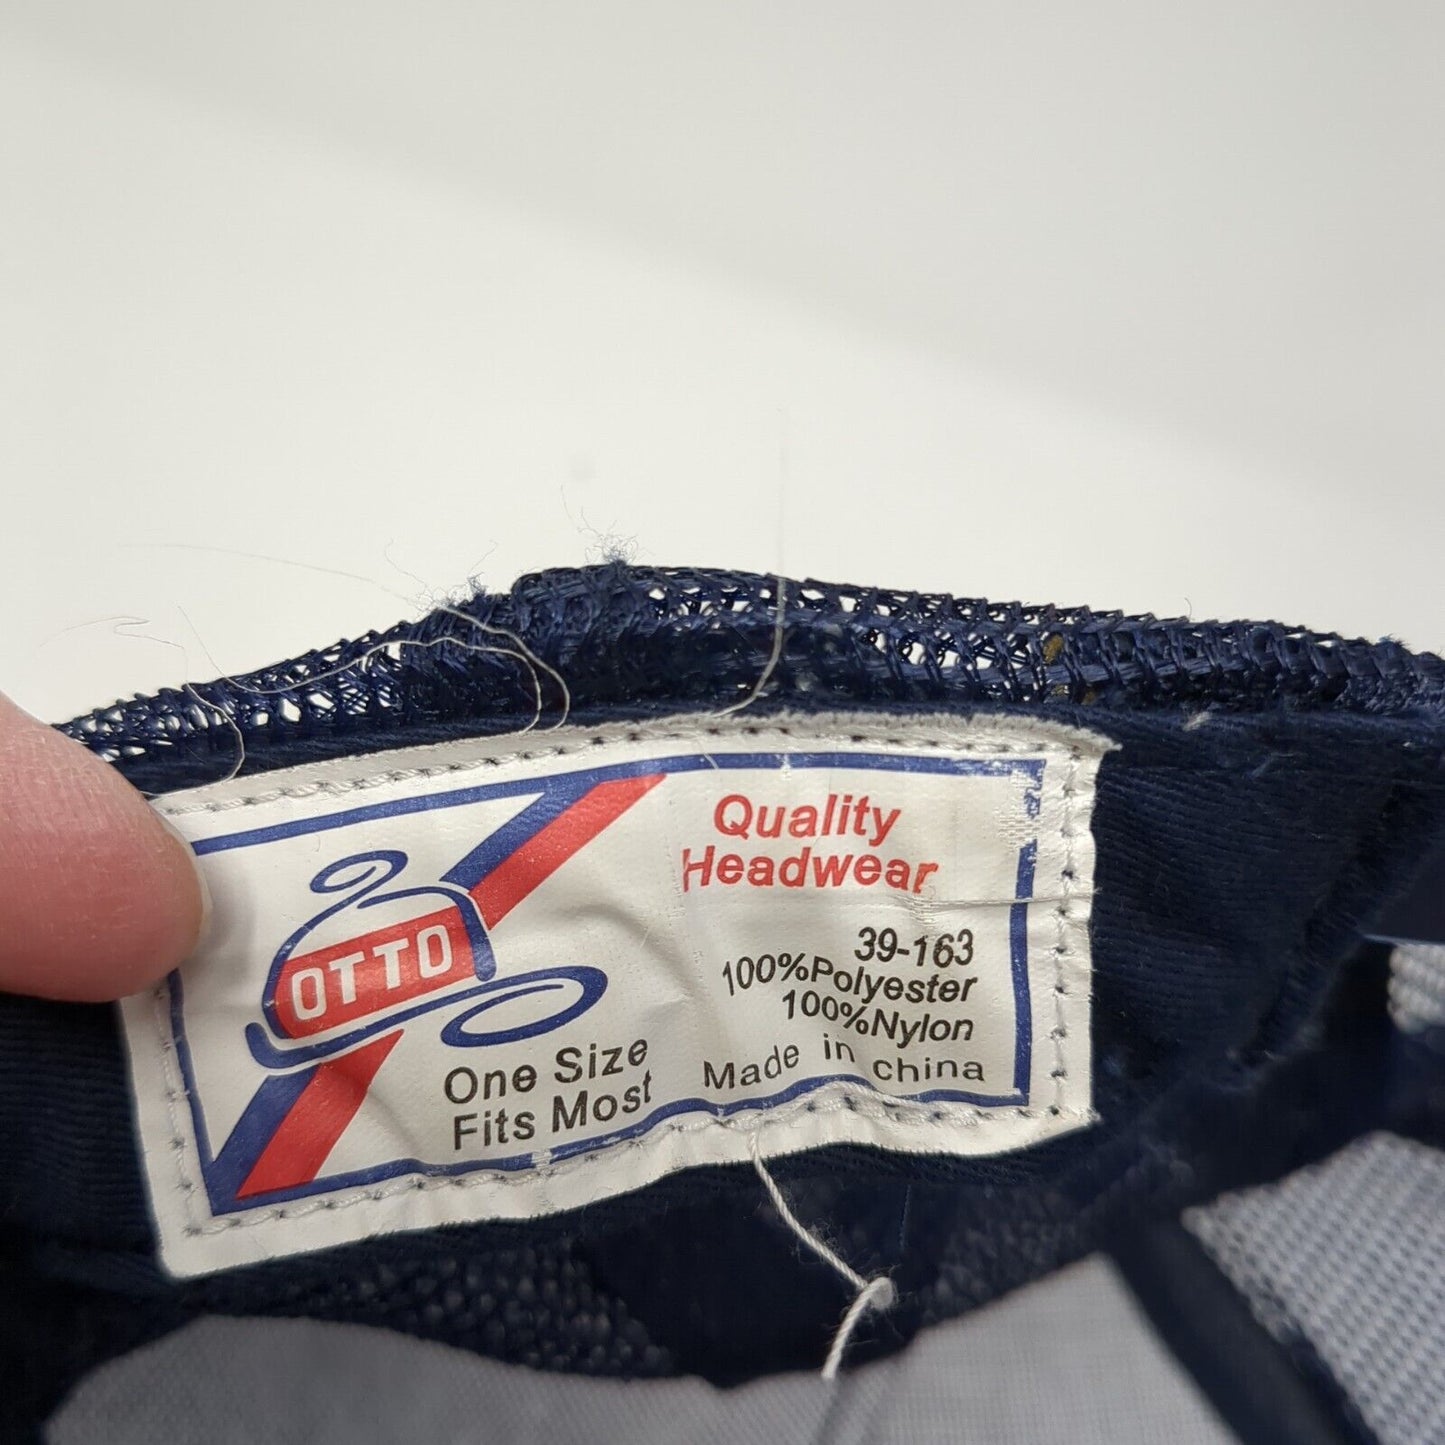 OTTO
One Size
Fits Most
Quality
Headwear
39-163
100%Polyester
100%Nylon
Made in china